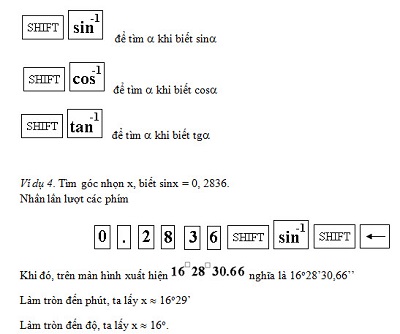 SHIFT sin-1 để tìm α khi biết sinα
SHIFT cos-1 để tìm α khi biết cosα
SHIFT tan-1 để tìm α khi biết tgα
Ví dụ 4. Tìm góc nhọn x, biết sinx = 0, 2836.
Nhấn lần lượt các phím
0 . 2 8 3 6 SHIFT sin-1 SHIFT ←
Khi đó, trên màn hình xuất hiện 16□28□30.66 nghĩa là 16°28’30,66’’
Làm tròn đến phút, ta lấy x ≈ 16°29’
Làm tròn đến độ, ta lấy x ≈ 16°.